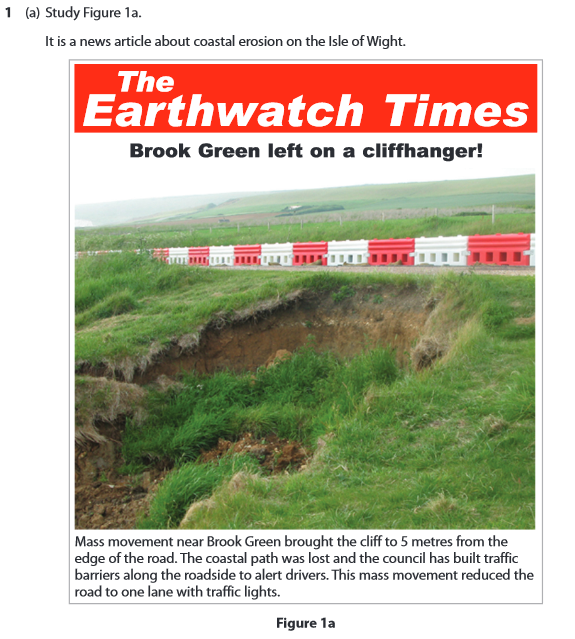 1 (a) Study Figure 1a.
It is a news article about coastal erosion on the Isle of Wight.
The
Earthwatch Times
Brook Green left on a cliffhanger!
Mass movement near Brook Green brought the cliff to 5 metres from the
edge of the road. The coastal path was lost and the council has built traffic
barriers along the roadside to alert drivers. This mass movement reduced the
road to one lane with traffic lights.
Figure 1a